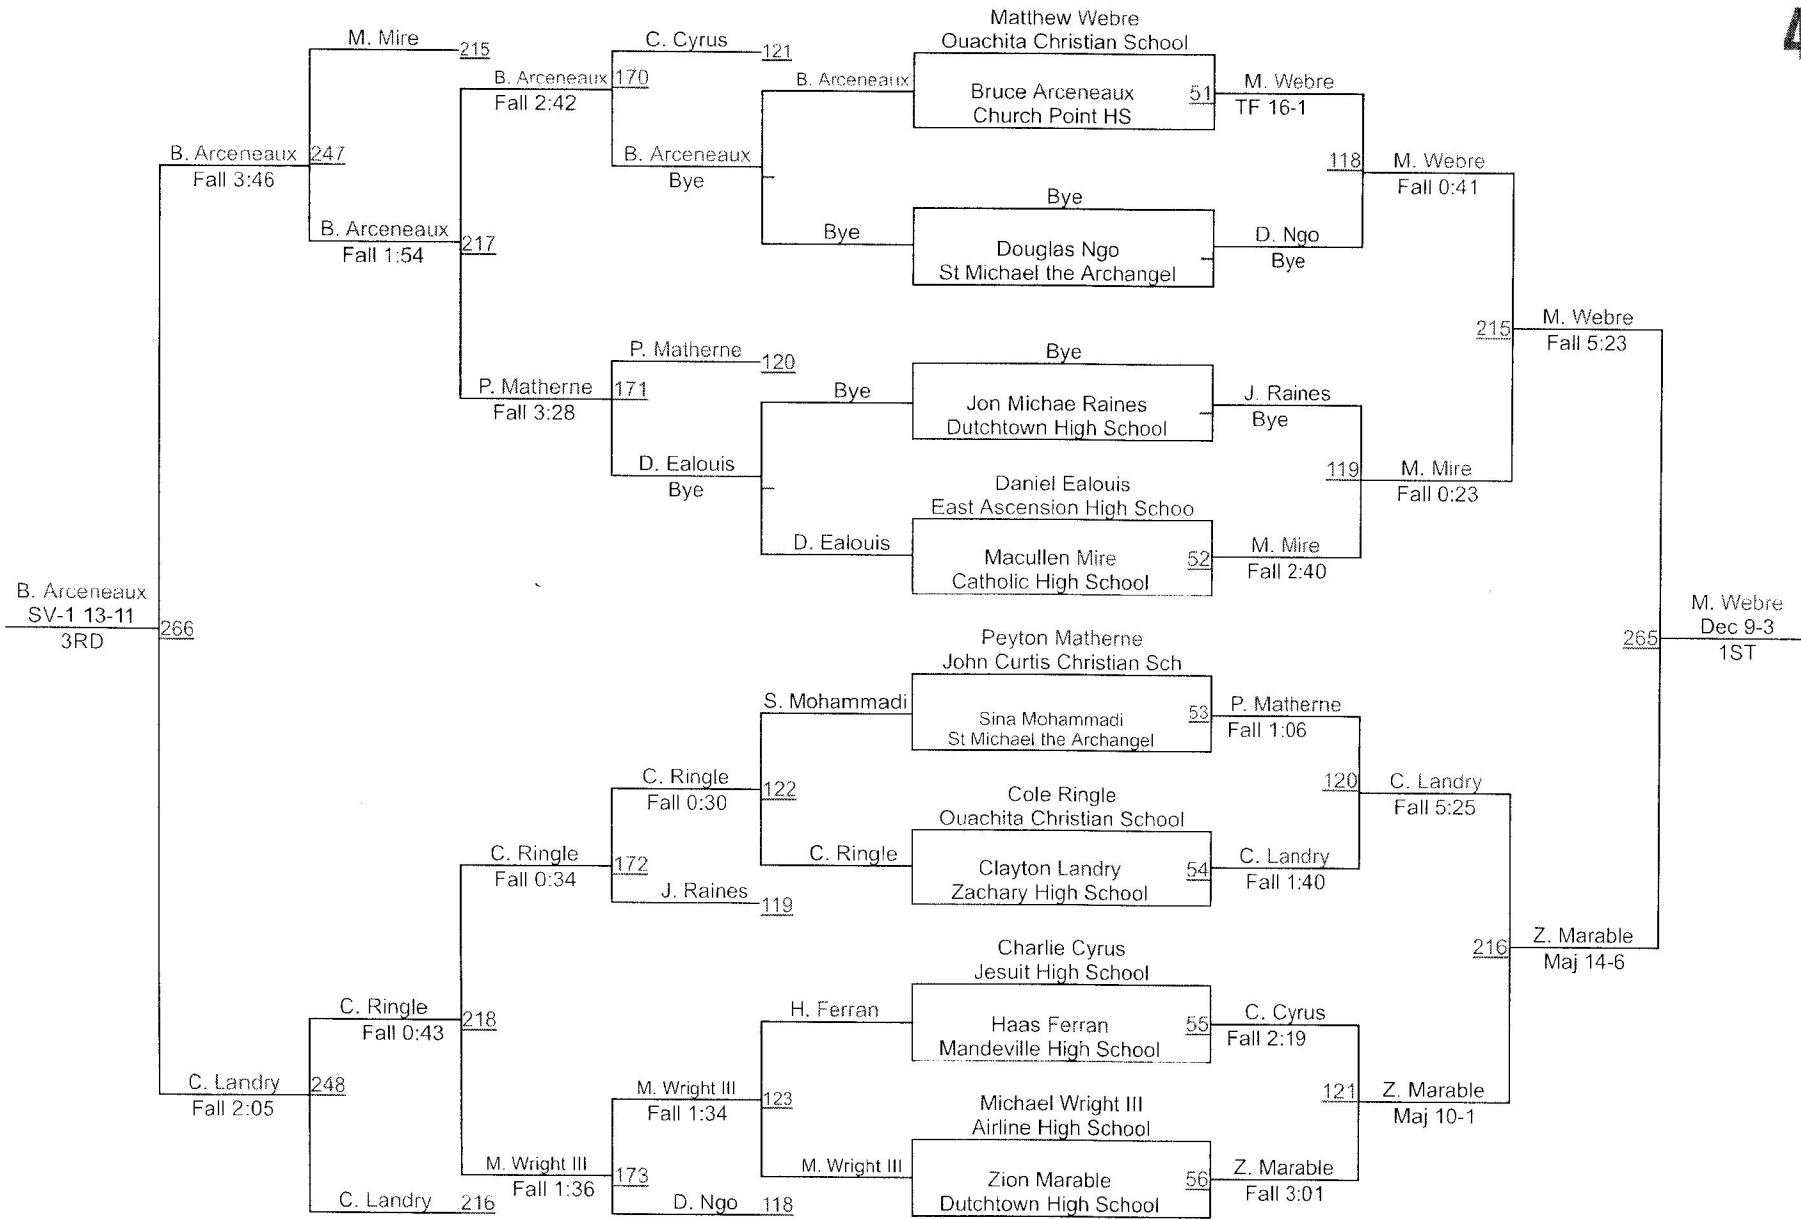 4
Matthew Webre
Ouachita Christian School
M. Mire 215
C. Cyrus 121
B. Arceneaux 170
Fall 2:42
B. Arceneaux
Bruce Arceneaux 51
Church Point HS
M. Webre
TF 16-1
B. Arceneaux 247
Fall 3:46
B. Arceneaux
Bye
118
M. Webre
Fall 0:41
Bye
B. Arceneaux 217
Fall 1:54
Bye
Douglas Ngo
St Michael the Archangel
D. Ngo
Bye
215
M. Webre
Fall 5:23
P. Matherne 120
Bye
P. Matherne 171
Fall 3:28
Bye
Jon Michae Raines
Dutchtown High School
J. Raines
Bye
D. Ealouis
Bye
Daniel Ealouis
East Ascension High Schoo
119
M. Mire
Fall 0:23
D. Ealouis
Macullen Mire 52
Catholic High School
M. Mire
Fall 2:40
B. Arceneaux
SV-1 13-11
3RD
266
265
M. Webre
Dec 9-3
1ST
Peyton Matherne
John Curtis Christian Sch
S. Mohammadi
Sina Mohammadi 53
St Michael the Archangel
P. Matherne
Fall 1:06
C. Ringle
Fall 0:30
122
Cole Ringle
Ouachita Christian School
120
C. Landry
Fall 5:25
C. Ringle
Fall 0:34
172
C. Ringle
Clayton Landry 54
Zachary High School
C. Landry
Fall 1:40
J. Raines 119
Charlie Cyrus
Jesuit High School
216
Z. Marable
Maj 14-6
C. Ringle
Fall 0:43
218
H. Ferran
Haas Ferran 55
Mandeville High School
C. Cyrus
Fall 2:19
C. Landry 248
Fall 2:05
M. Wright III
Fall 1:34
123
Michael Wright III
Airline High School
121
Z. Marable
Maj 10-1
M. Wright III
Fall 1:36
173
M. Wright III
Zion Marable 56
Dutchtown High School
Z. Marable
Fall 3:01
C. Landry 216
D. Ngo 118